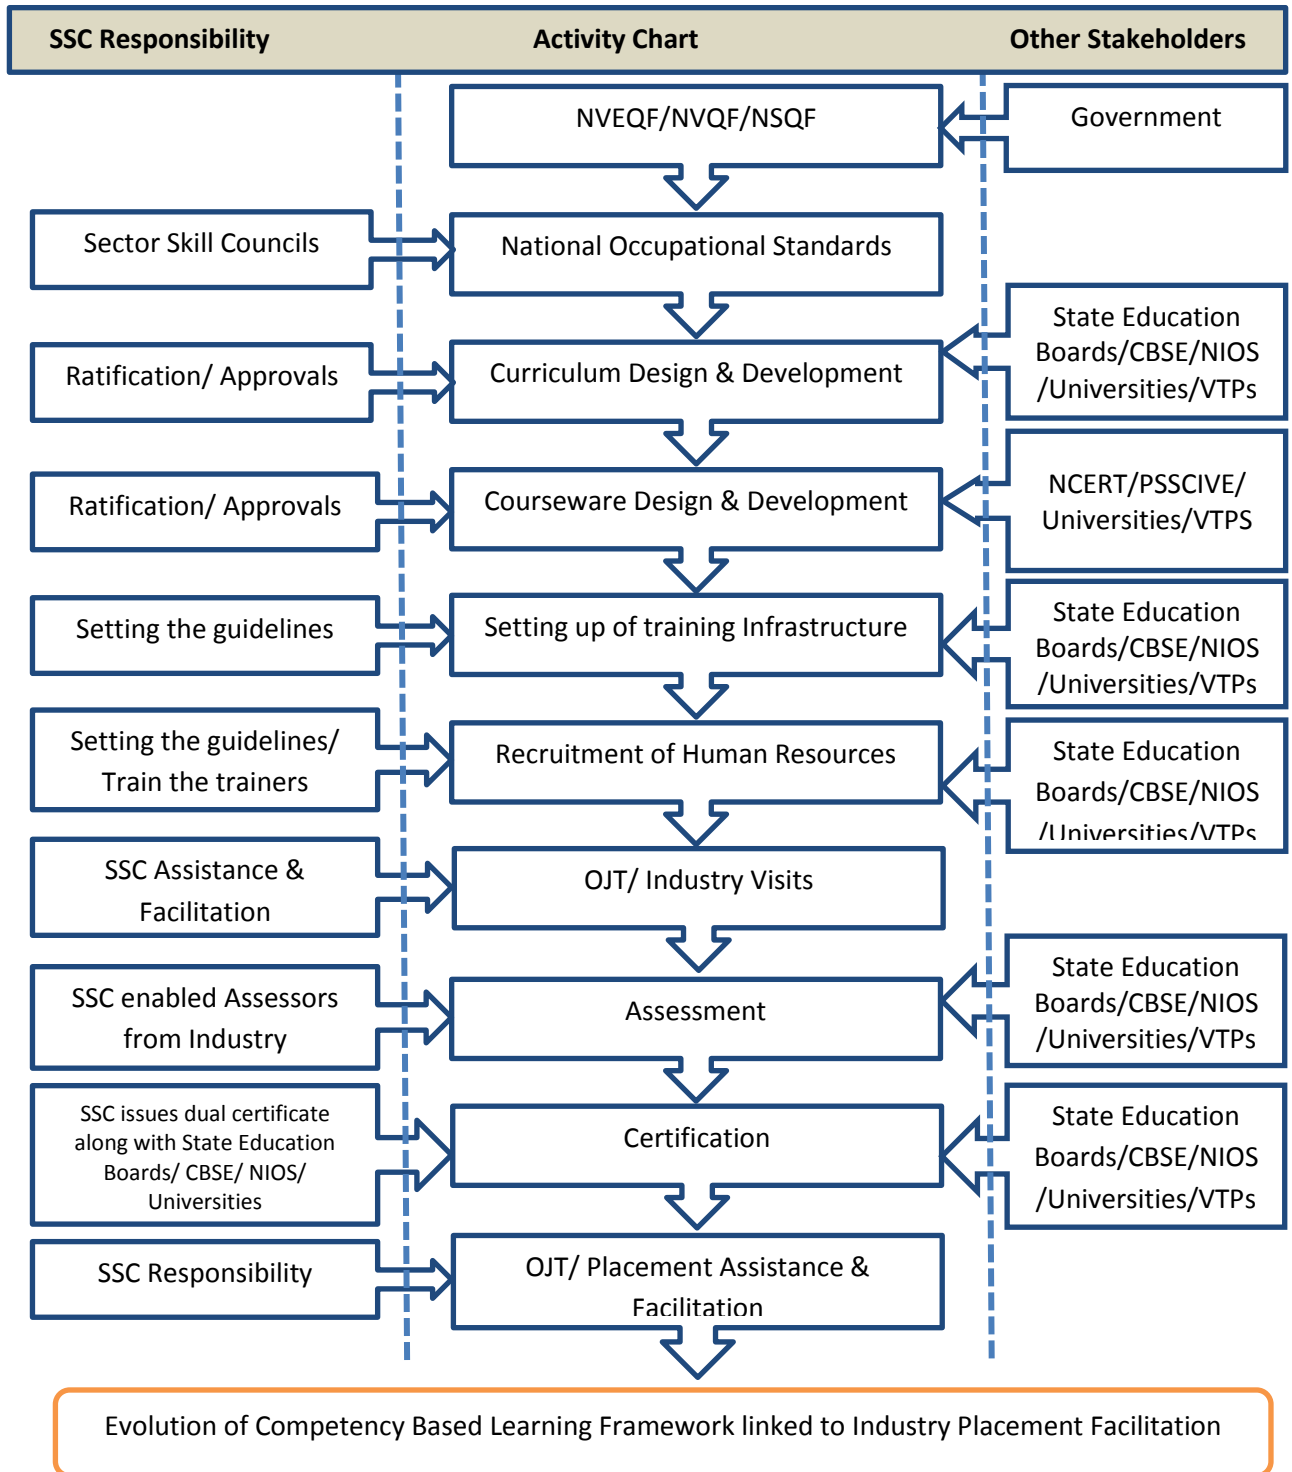 SSC Responsibility Activity Chart Other Stakeholders
NVEQF/NVQF/NSQF
Government
Sector Skill Councils
National Occupational Standards
Ratification/ Approvals
Curriculum Design & Development
State Education
Boards/CBSE/NIOS
/Universities/VTPs
Ratification/ Approvals
Courseware Design & Development
NCERT/PSSCIVE/
Universities/VTPS
Setting the guidelines
Setting up of training Infrastructure
State Education
Boards/CBSE/NIOS
/Universities/VTPs
Setting the guidelines/
Train the trainers
Recruitment of Human Resources
State Education
Boards/CBSE/NIOS
/Universities/VTPs
SSC Assistance &
Facilitation
OJT/ Industry Visits
SSC enabled Assessors
from Industry
Assessment
State Education
Boards/CBSE/NIOS
/Universities/VTPs
SSC issues dual certificate
along with State Education
Boards/ CBSE/ NIOS/
Universities
Certification
State Education
Boards/CBSE/NIOS
/Universities/VTPs
SSC Responsibility
OJT/ Placement Assistance &
Facilitation
Evolution of Competency Based Learning Framework linked to Industry Placement Facilitation